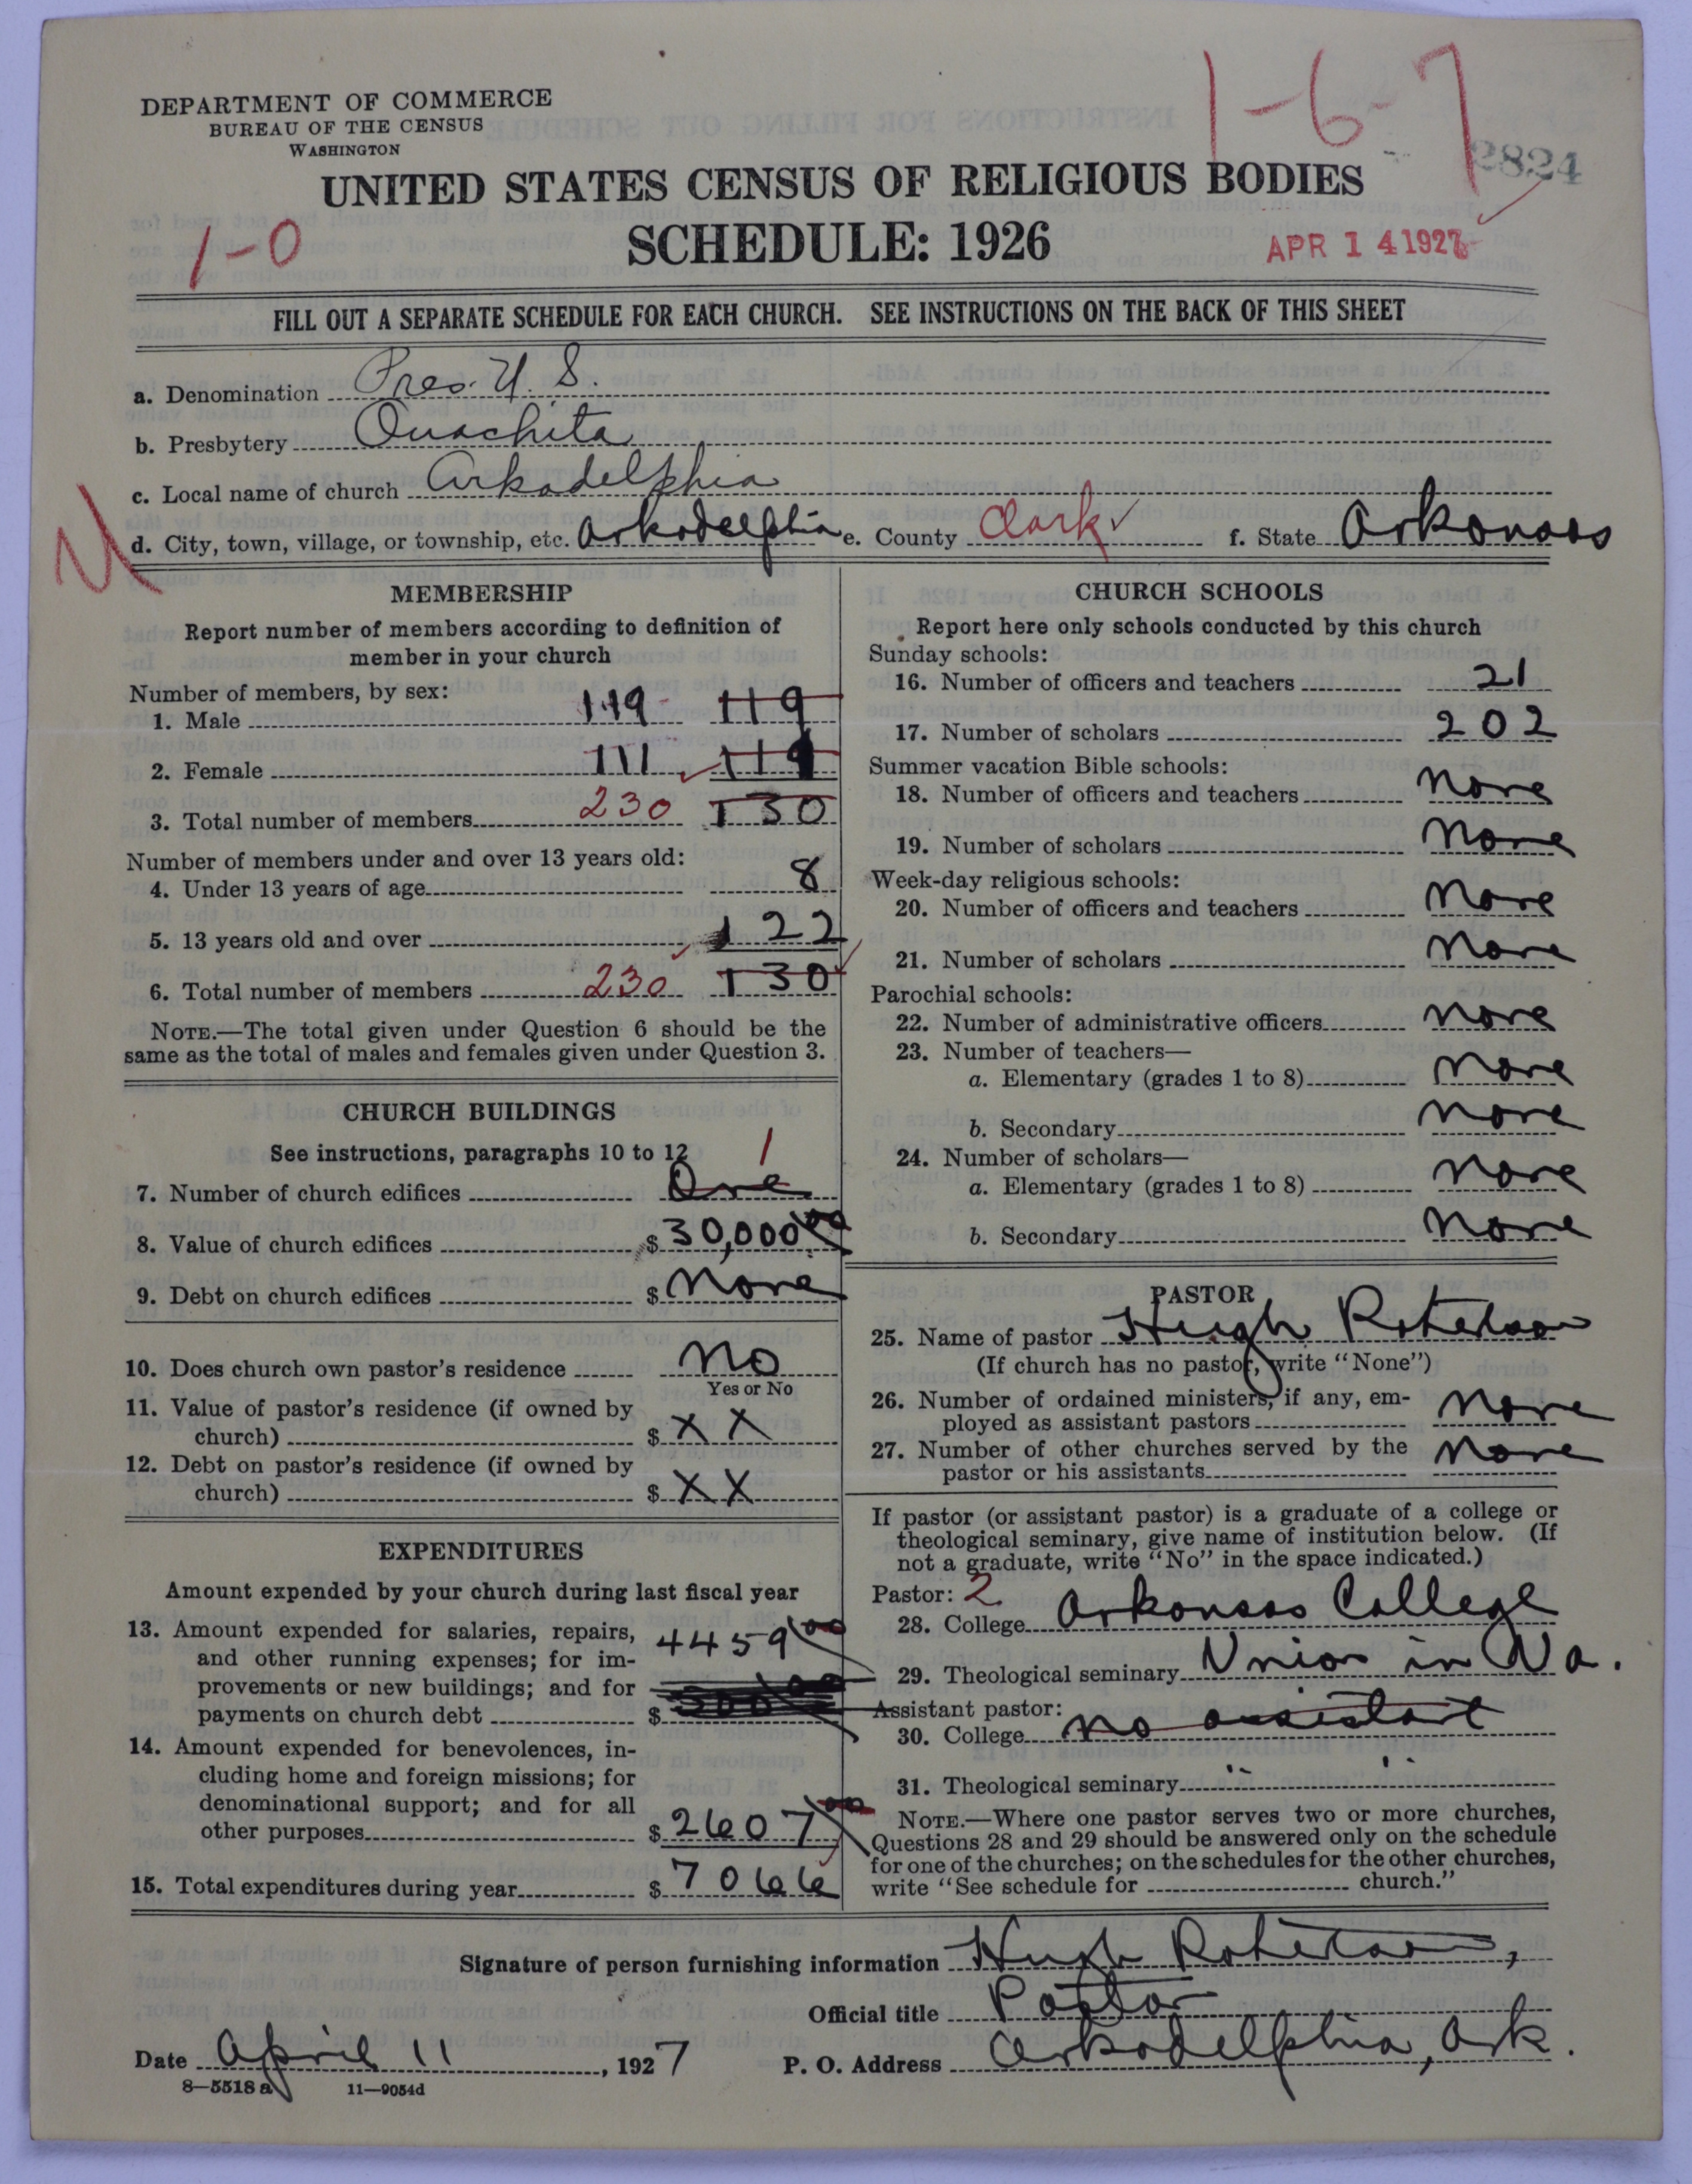 DEPARTMENT OF COMMERCE
BUREAU OF THE CENSUS
WASHINGTON
1-6-7
2824
UNITED STATES CENSUS OF RELIGIOUS BODIES
SCHEDULE: 1926
1-0
APR 14 1927
FILL OUT A SEPARATE SCHEDULE FOR EACH CHURCH. SEE INSTRUCTIONS ON THE BACK OF THIS SHEET
a. Denomination Pres. U. S.
b. Presbytery Ouachita
c. Local name of church Arkadelphia
d. City, town, village, or township, etc. Arkadelphia e. County Clark f. State Arkansas
MEMBERSHIP
Report number of members according to definition of
member in your church
Number of members, by sex:
1. Male 119 119
2. Female 111 111
3. Total number of members 230 130
Number of members under and over 13 years old:
4. Under 13 years of age 8
5. 13 years old and over 122
6. Total number of members 230 130
NOTE.—The total given under Question 6 should be the
same as the total of males and females given under Question 3.
CHURCH BUILDINGS
See instructions, paragraphs 10 to 12
1
7. Number of church edifices One
8. Value of church edifices $ 30,000 00
9. Debt on church edifices $ None
10. Does church own pastor's residence No
Yes or No
11. Value of pastor's residence (if owned by
church) $ X X
12. Debt on pastor's residence (if owned by
church) $ X X
EXPENDITURES
Amount expended by your church during last fiscal year
13. Amount expended for salaries, repairs,
and other running expenses; for im-
provements or new buildings; and for
payments on church debt $
4459 00
14. Amount expended for benevolences, in-
cluding home and foreign missions; for
denominational support; and for all
other purposes $ 2607 00
15. Total expenditures during year $ 7066
CHURCH SCHOOLS
Report here only schools conducted by this church
Sunday schools:
16. Number of officers and teachers 21
17. Number of scholars 202
Summer vacation Bible schools:
18. Number of officers and teachers None
19. Number of scholars None
Week-day religious schools:
20. Number of officers and teachers None
21. Number of scholars None
Parochial schools:
22. Number of administrative officers None
23. Number of teachers—
a. Elementary (grades 1 to 8) None
b. Secondary None
24. Number of scholars—
a. Elementary (grades 1 to 8) None
b. Secondary None
PASTOR
25. Name of pastor Hugh Robertson
(If church has no pastor, write "None")
26. Number of ordained ministers, if any, em-
ployed as assistant pastors None
27. Number of other churches served by the
pastor or his assistants None
If pastor (or assistant pastor) is a graduate of a college or
theological seminary, give name of institution below. (If
not a graduate, write "No" in the space indicated.)
Pastor: 2
28. College Arkansas College
29. Theological seminary Union in Va.
Assistant pastor:
30. College no assistant
31. Theological seminary " "
NOTE.—Where one pastor serves two or more churches,
Questions 28 and 29 should be answered only on the schedule
for one of the churches; on the schedules for the other churches,
write "See schedule for church."
Signature of person furnishing information Hugh Robertson,
Official title Pastor
Date April 11, 1927 P. O. Address Arkadelphia, Ark.
8—5518 a 11—9054d